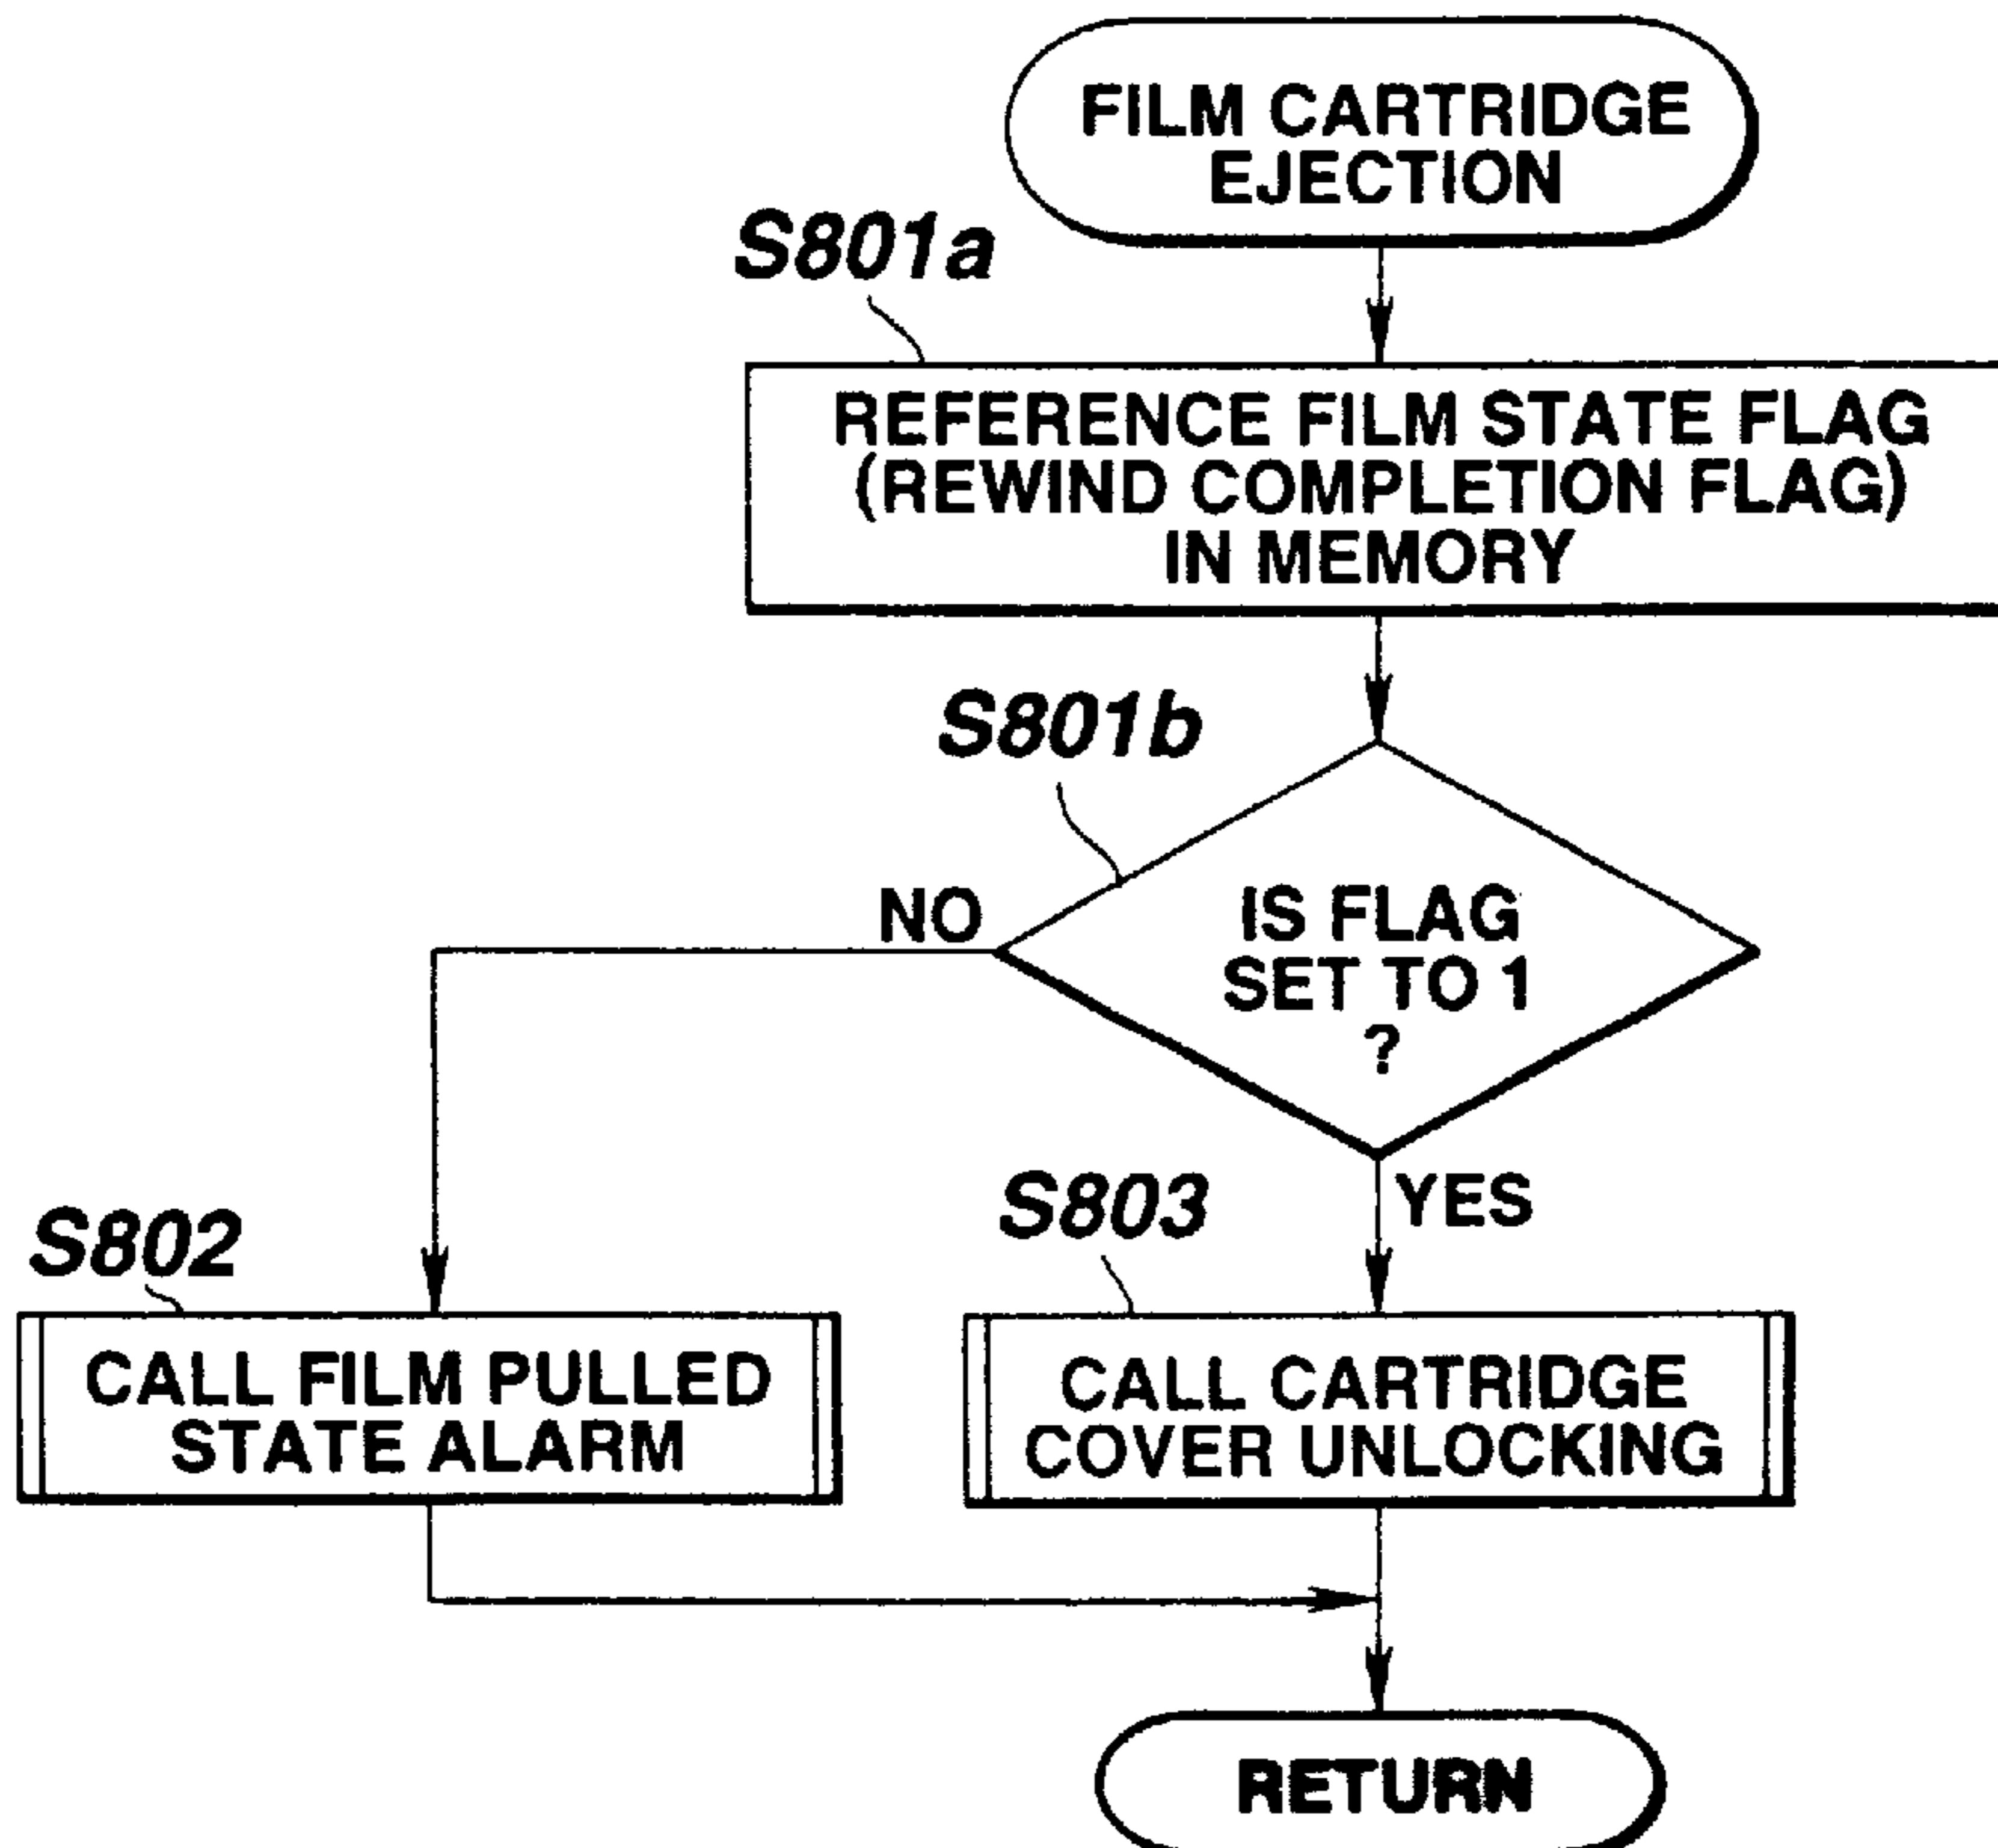 FILM CARTRIDGE
EJECTION
S801a
REFERENCE FILM STATE FLAG
(REWIND COMPLETION FLAG)
IN MEMORY
S801b
NO
IS FLAG
SET TO 1
?
YES
S802
CALL FILM PULLED
STATE ALARM
S803
CALL CARTRIDGE
COVER UNLOCKING
RETURN